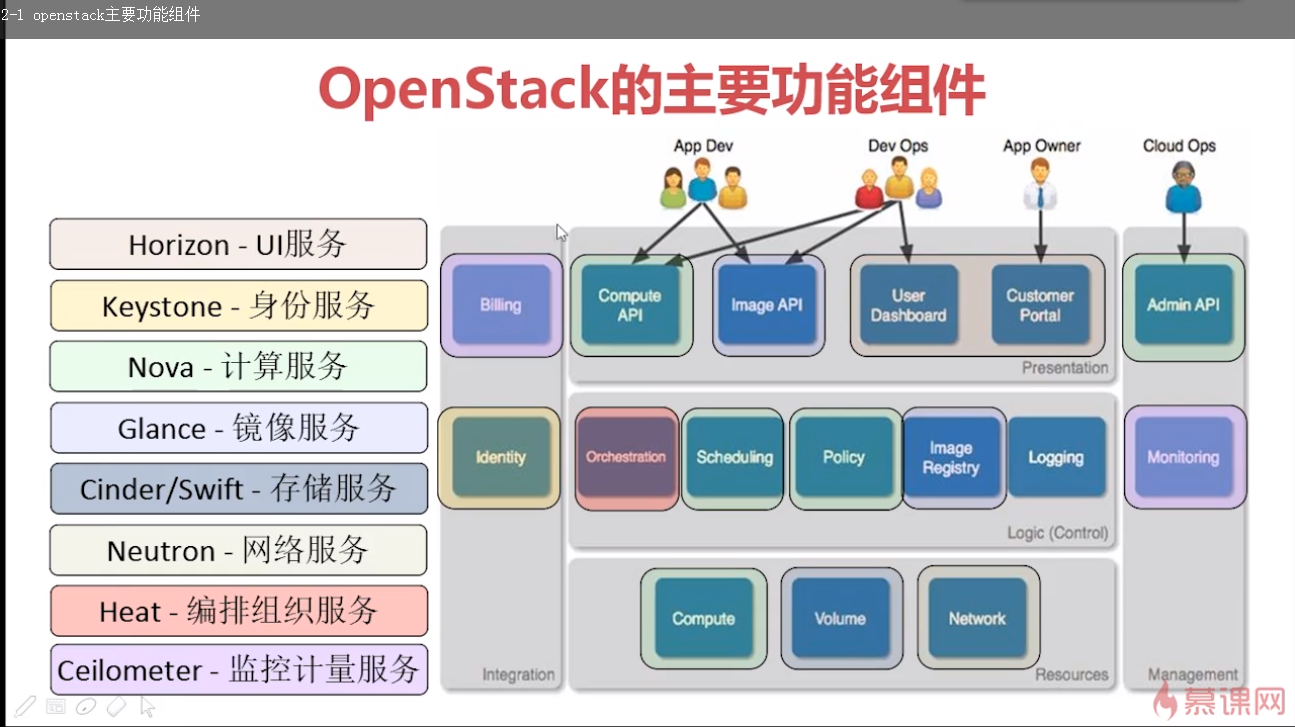 2-1 openstack主要功能组件
OpenStack的主要功能组件
Horizon - UI服务
Keystone - 身份服务
Nova - 计算服务
Glance - 镜像服务
Cinder/Swift - 存储服务
Neutron - 网络服务
Heat - 编排组织服务
Ceilometer - 监控计量服务
App Dev
Dev Ops
App Owner
Cloud Ops
Billing
Compute
API
Image API
User
Dashboard
Customer
Portal
Admin API
Presentation
Identity
Orchestration
Scheduling
Policy
Image
Registry
Logging
Monitoring
Logic (Control)
Compute
Volume
Network
Integration
Resources
Management
慕课网